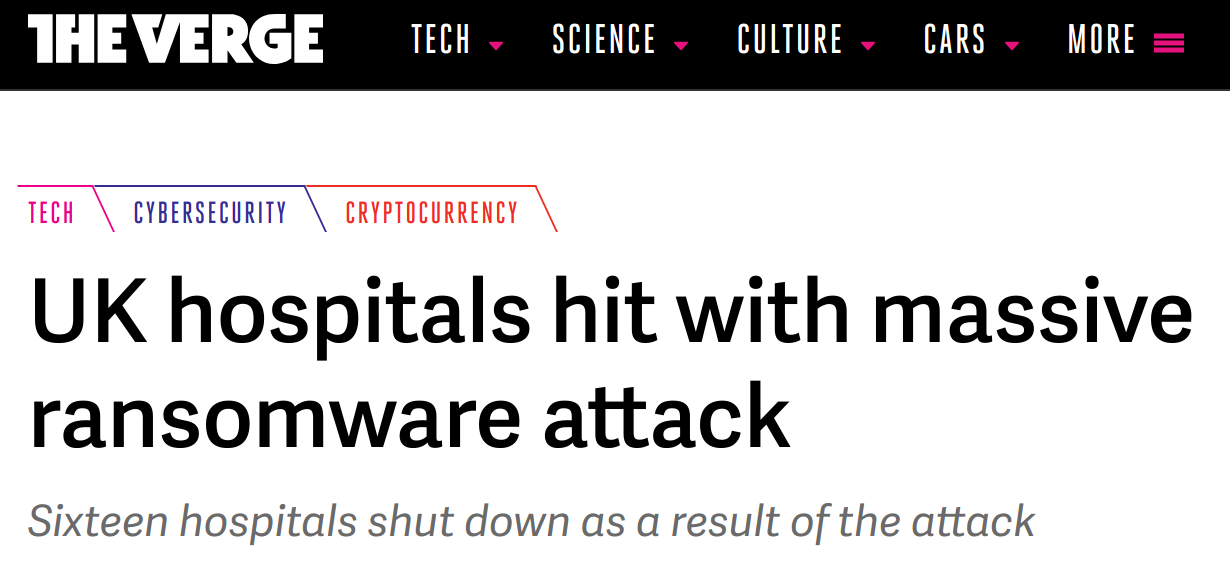 THE VERGE TECH SCIENCE CULTURE CARS MORE
TECH CYBERSECURITY CRYPTOCURRENCY
UK hospitals hit with massive
ransomware attack
Sixteen hospitals shut down as a result of the attack